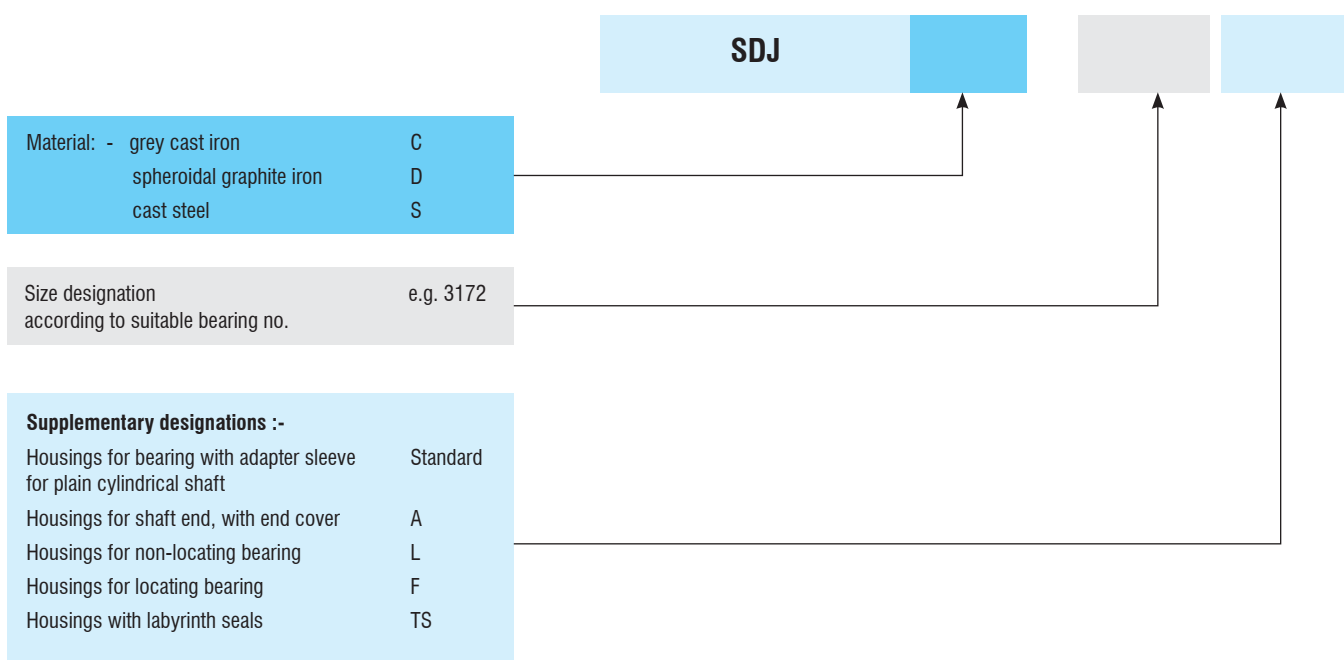 SDJ
Material: - grey cast iron C
spheroidal graphite iron D
cast steel S
Size designation e.g. 3172
according to suitable bearing no.
Supplementary designations :-
Housings for bearing with adapter sleeve Standard
for plain cylindrical shaft
Housings for shaft end, with end cover A
Housings for non-locating bearing L
Housings for locating bearing F
Housings with labyrinth seals TS